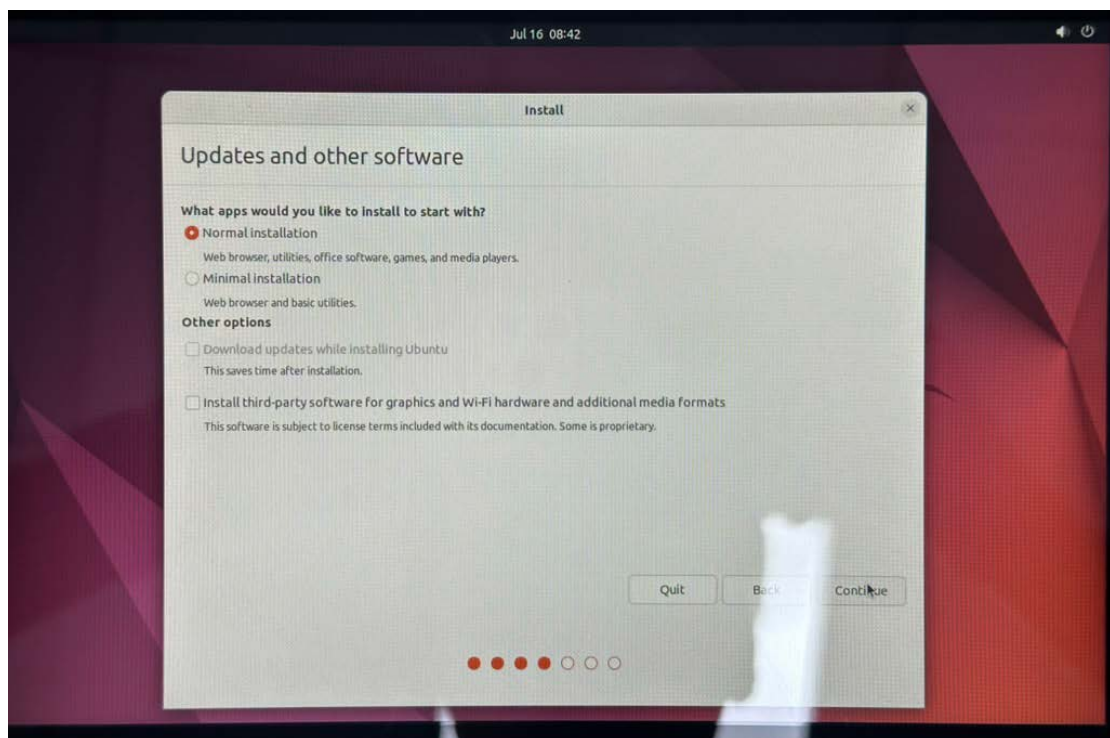 Jul 16 08:42
Install
Updates and other software
What apps would you like to install to start with?
Normal installation
Web browser, utilities, office software, games, and media players.
Minimal installation
Web browser and basic utilities.
Other options
Download updates while installing Ubuntu
This saves time after installation.
Install third-party software for graphics and Wi-Fi hardware and additional media formats
This software is subject to license terms included with its documentation. Some is proprietary.
Quit Back Continue